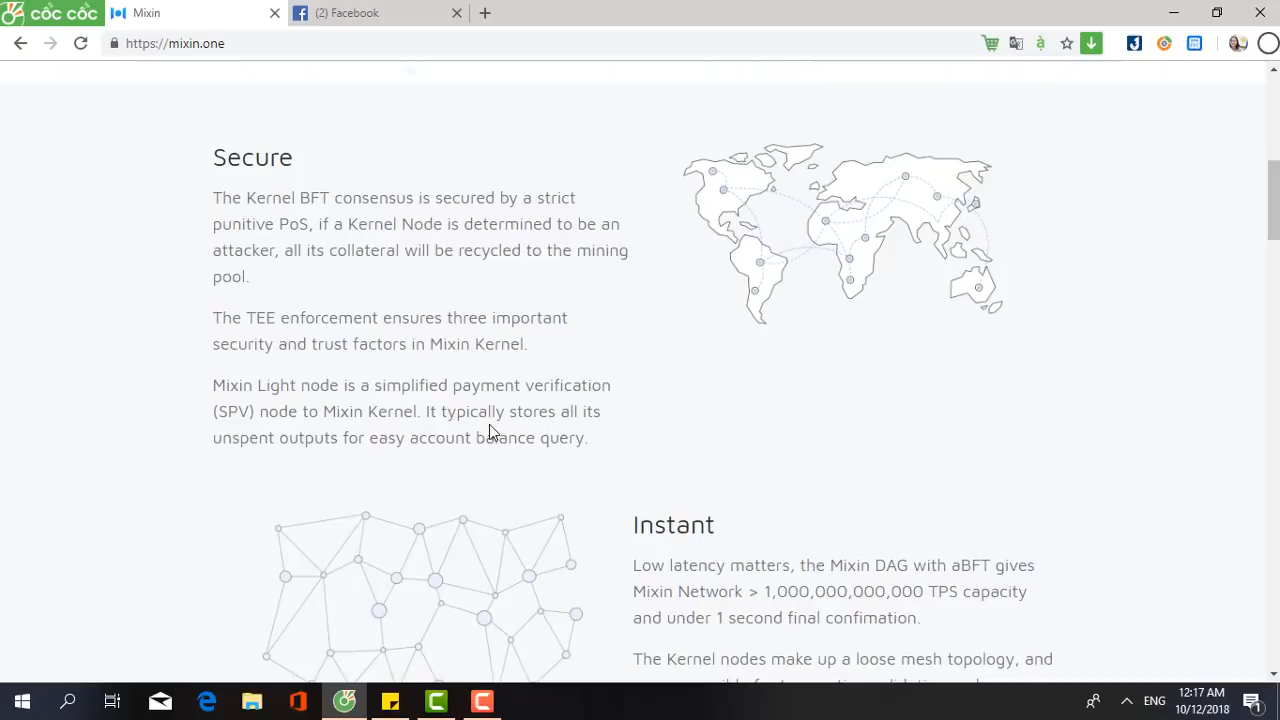 cốc cốc
Mixin
(2) Facebook
https://mixin.one
Secure
The Kernel BFT consensus is secured by a strict
punitive PoS, if a Kernel Node is determined to be an
attacker, all its collateral will be recycled to the mining
pool.
The TEE enforcement ensures three important
security and trust factors in Mixin Kernel.
Mixin Light node is a simplified payment verification
(SPV) node to Mixin Kernel. It typically stores all its
unspent outputs for easy account balance query.
Instant
Low latency matters, the Mixin DAG with aBFT gives
Mixin Network > 1,000,000,000,000 TPS capacity
and under 1 second final confimation.
The Kernel nodes make up a loose mesh topology, and
ENG
12:17 AM
10/12/2018
1